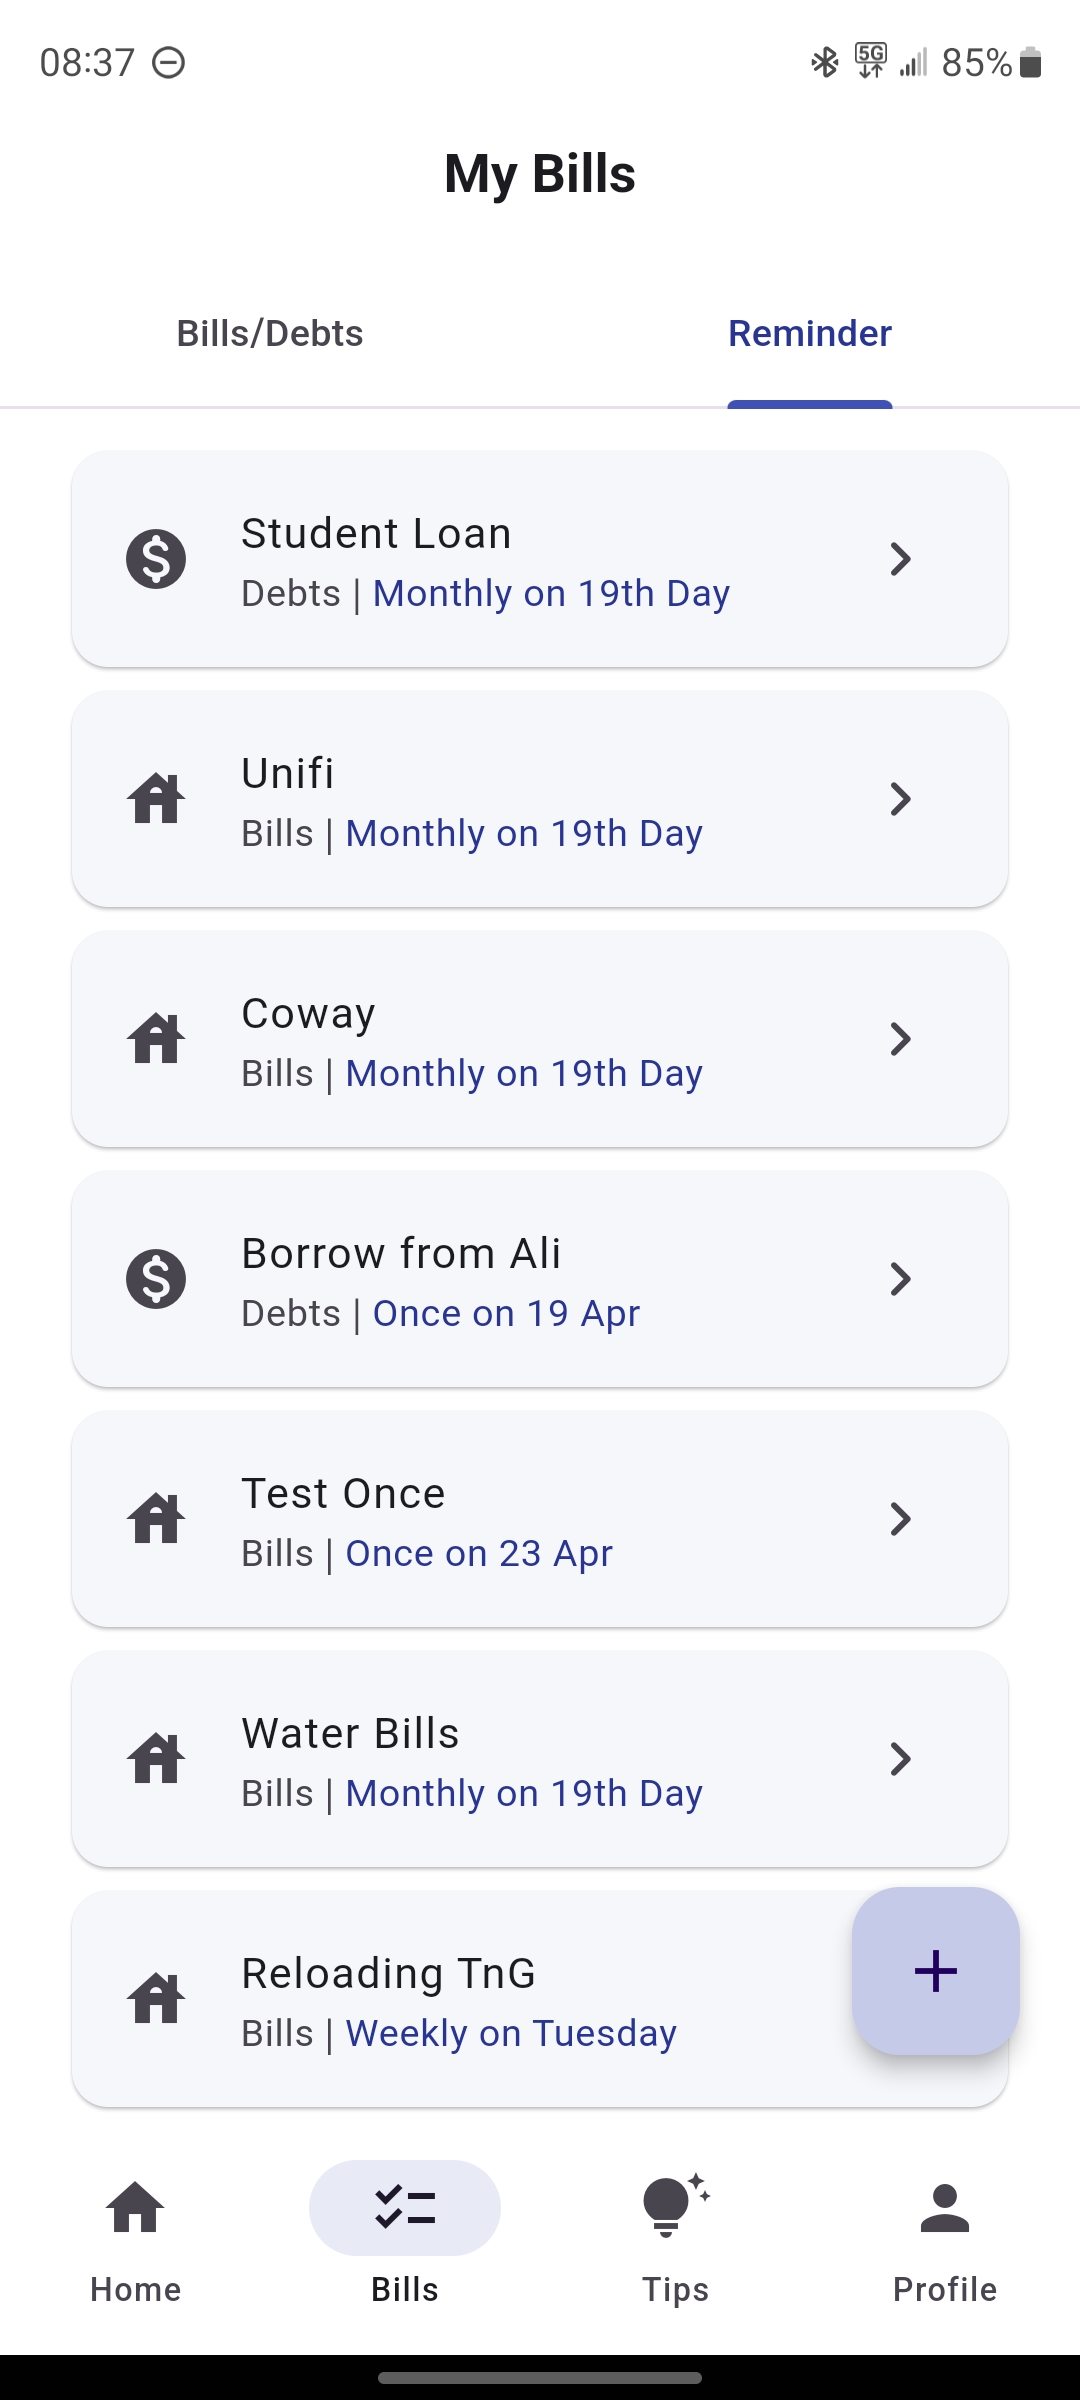 08:37
5G
85%
My Bills
Bills/Debts
Reminder
Student Loan
Debts | Monthly on 19th Day
Unifi
Bills | Monthly on 19th Day
Coway
Bills | Monthly on 19th Day
Borrow from Ali
Debts | Once on 19 Apr
Test Once
Bills | Once on 23 Apr
Water Bills
Bills | Monthly on 19th Day
Reloading TnG
Bills | Weekly on Tuesday
Home
Bills
Tips
Profile